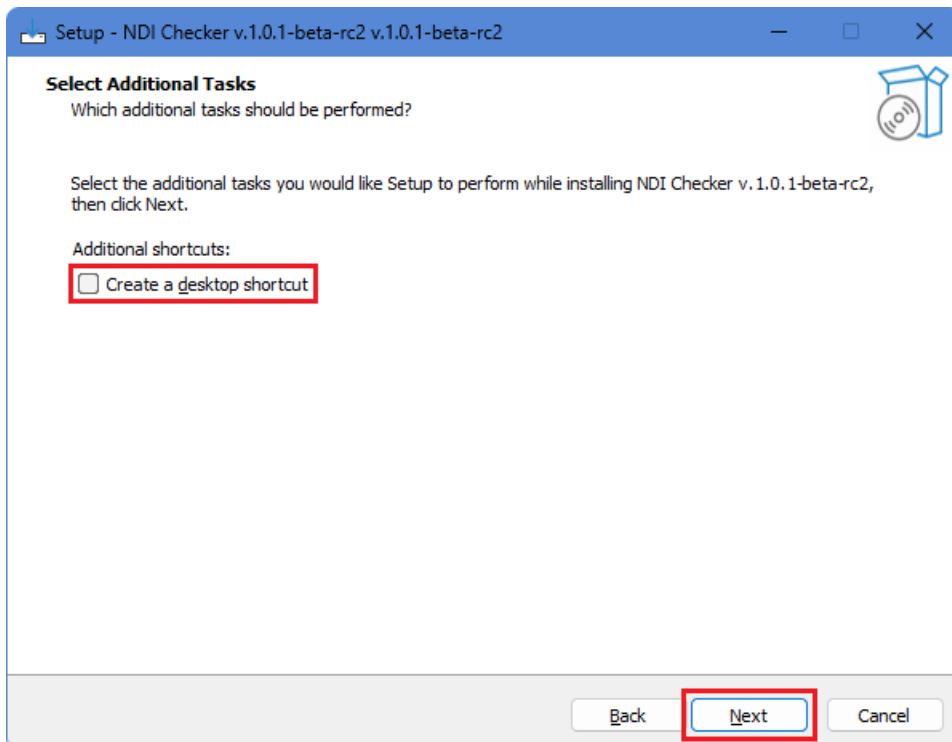 Setup - NDI Checker v.1.0.1-beta-rc2 v.1.0.1-beta-rc2
Select Additional Tasks
Which additional tasks should be performed?
Select the additional tasks you would like Setup to perform while installing NDI Checker v.1.0.1-beta-rc2,
then click Next.
Additional shortcuts:
Create a desktop shortcut
Back Next Cancel